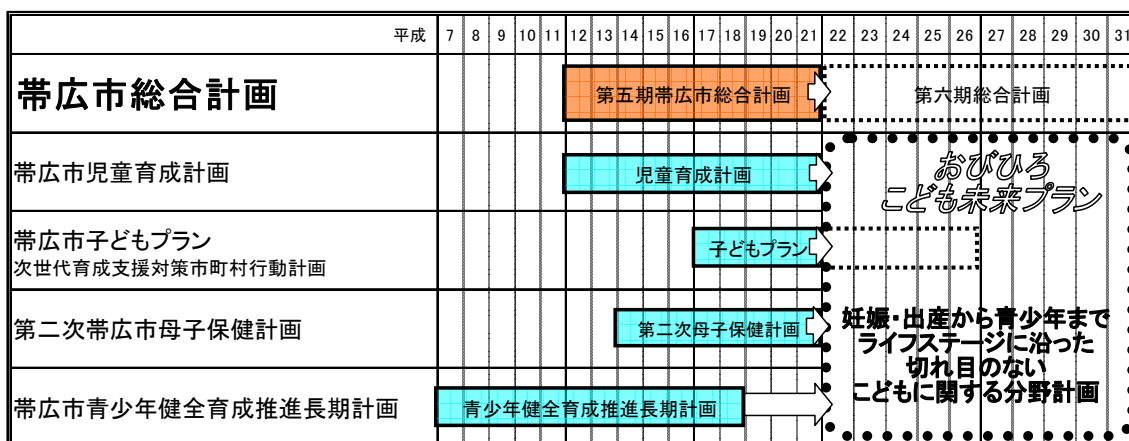 平成 7 8 9 10 11 12 13 14 15 16 17 18 19 20 21 22 23 24 25 26 27 28 29 30 31
帯広市総合計画
第五期帯広市総合計画
第六期総合計画
帯広市児童育成計画
児童育成計画
おびひろ
こども未来プラン
帯広市子どもプラン
次世代育成支援対策市町村行動計画
子どもプラン
第二次帯広市母子保健計画
第二次母子保健計画
妊娠・出産から青少年まで
ライフステージに沿った
切れ目のない
こどもに関する分野計画
帯広市青少年健全育成推進長期計画
青少年健全育成推進長期計画